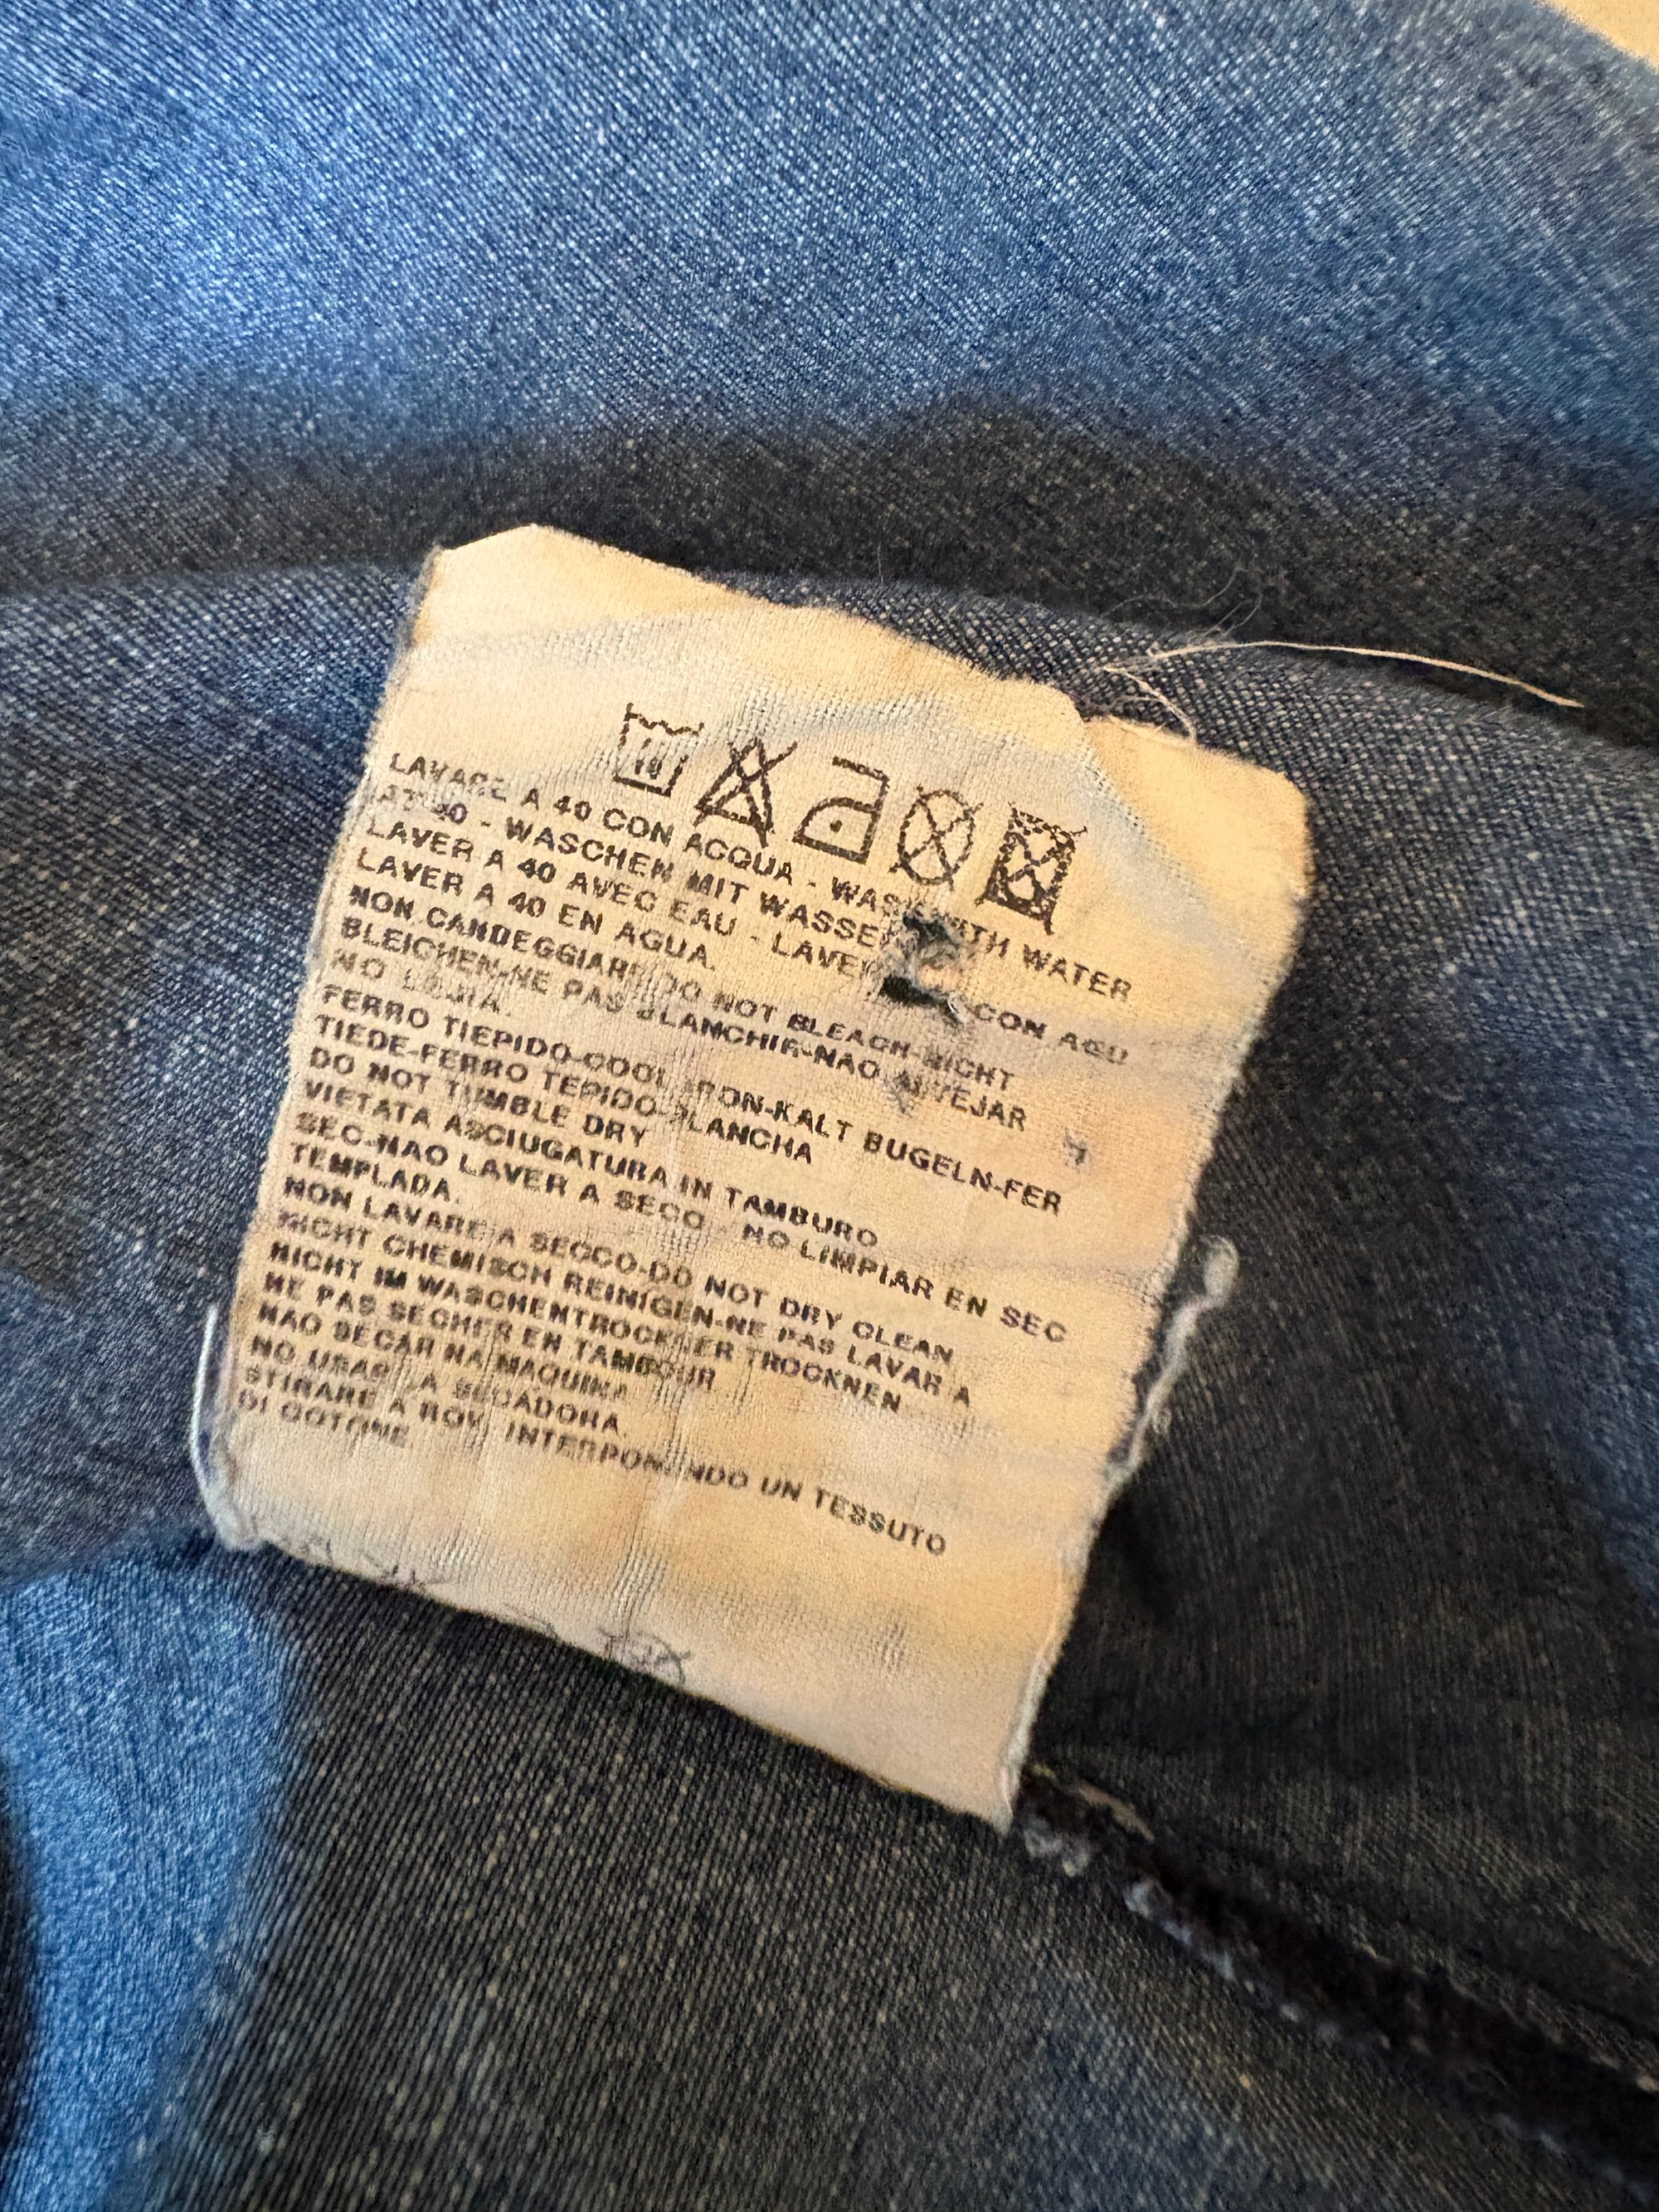 LAVARE A 40 CON ACQUA - WASH WITH WATER
AT 40 - WASCHEN MIT WASSER
LAVER A 40 AVEC EAU - LAVER CON AQU
LAVER A 40 EN AGUA.
NON CANDEGGIARE DO NOT BLEACH-NICHT
BLEICHEN-NE PAS BLANCHIR-NAO ALVEJAR
NO LEJIA.
FERRO TIEPIDO-COOL IRON-KALT BUGELN-FER
TIEDE-FERRO TEPIDO-PLANCHA
DO NOT TUMBLE DRY
VIETATA ASCIUGATURA IN TAMBURO
SEC-NAO LAVER A SECO - NO LIMPIAR EN SEC
TEMPLADA.
NON LAVARE A SECCO-DO NOT DRY CLEAN
NICHT CHEMISCH REINIGEN-NE PAS LAVAR A
NICHT IM WASCHENTROCKNER TROCKNEN
NE PAS SECHER EN TAMBOUR
NAO SECAR NA MAQUINA
NO USAR LA SECADORA.
STIRARE A ROV. INTERPONENDO UN TESSUTO
DI COTONE